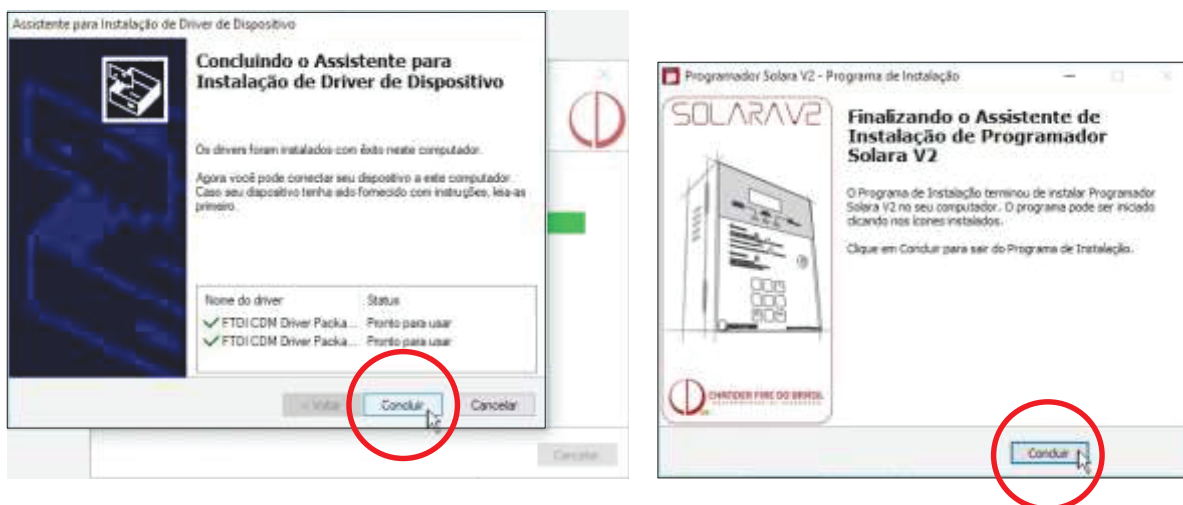 Assistente para Instalação de Driver de Dispositivo
Concluindo o Assistente para
Instalação de Driver de Dispositivo
Os drivers foram instalados com êxito neste computador.
Agora você pode conectar seu dispositivo a este computador.
Caso seu dispositivo tenha sido fornecido com instruções, leia-as
primeiro.
Nome do driver Status
FTDI CDM Driver Packa... Pronto para usar
FTDI CDM Driver Packa... Pronto para usar
< Voltar Concluir Cancelar
Cancelar
Programador Solara V2 - Programa de Instalação
SOLARAV2
Finalizando o Assistente de
Instalação de Programador
Solara V2
O Programa de Instalação terminou de instalar Programador
Solara V2 no seu computador. O programa pode ser iniciado
clicando nos ícones instalados.
Clique em Concluir para sair do Programa de Instalação.
FIRE DO BRASIL
Concluir